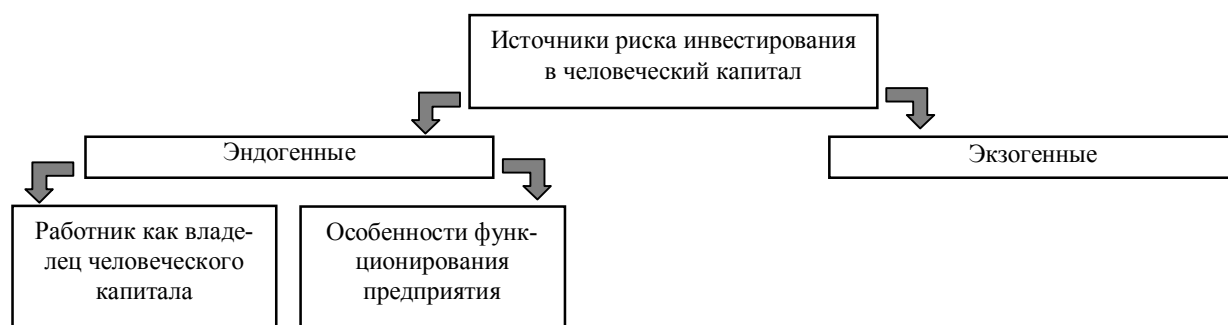 Источники риска инвестирования
в человеческий капитал
Эндогенные
Экзогенные
Работник как владе-
лец человеческого
капитала
Особенности функ-
ционирования
предприятия